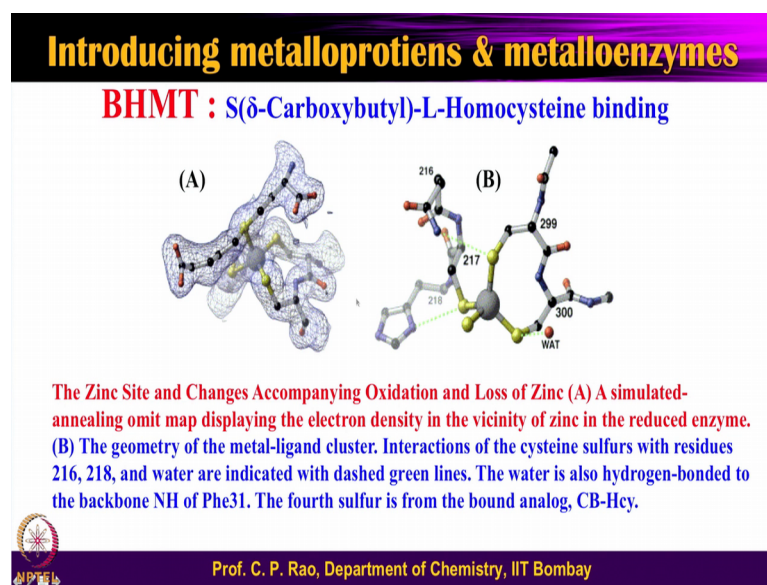 Introducing metalloprotiens & metalloenzymes
BHMT : S(δ-Carboxybutyl)-L-Homocysteine binding
(A)
(B)
216
299
217
218
300
WAT
The Zinc Site and Changes Accompanying Oxidation and Loss of Zinc (A) A simulated-
annealing omit map displaying the electron density in the vicinity of zinc in the reduced enzyme.
(B) The geometry of the metal-ligand cluster. Interactions of the cysteine sulfurs with residues
216, 218, and water are indicated with dashed green lines. The water is also hydrogen-bonded to
the backbone NH of Phe31. The fourth sulfur is from the bound analog, CB-Hcy.
NPTEL
Prof. C. P. Rao, Department of Chemistry, IIT Bombay